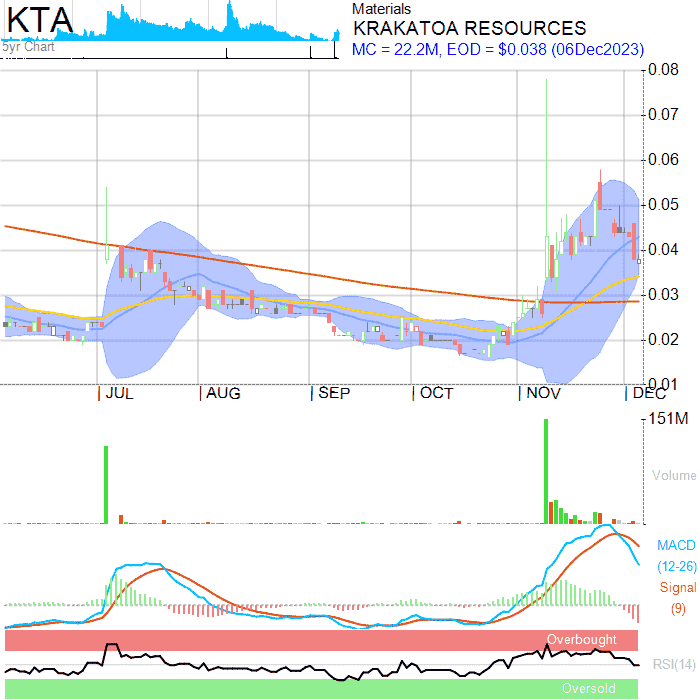 KTA
5yr Chart
Materials
KRAKATOA RESOURCES
MC = 22.2M, EOD = $0.038 (06Dec2023)
0.08
0.07
0.06
0.05
0.04
0.03
0.02
0.01
JUL
AUG
SEP
OCT
NOV
DEC
151M
Volume
MACD
(12-26)
Signal
(9)
Overbought
RSI(14)
Oversold